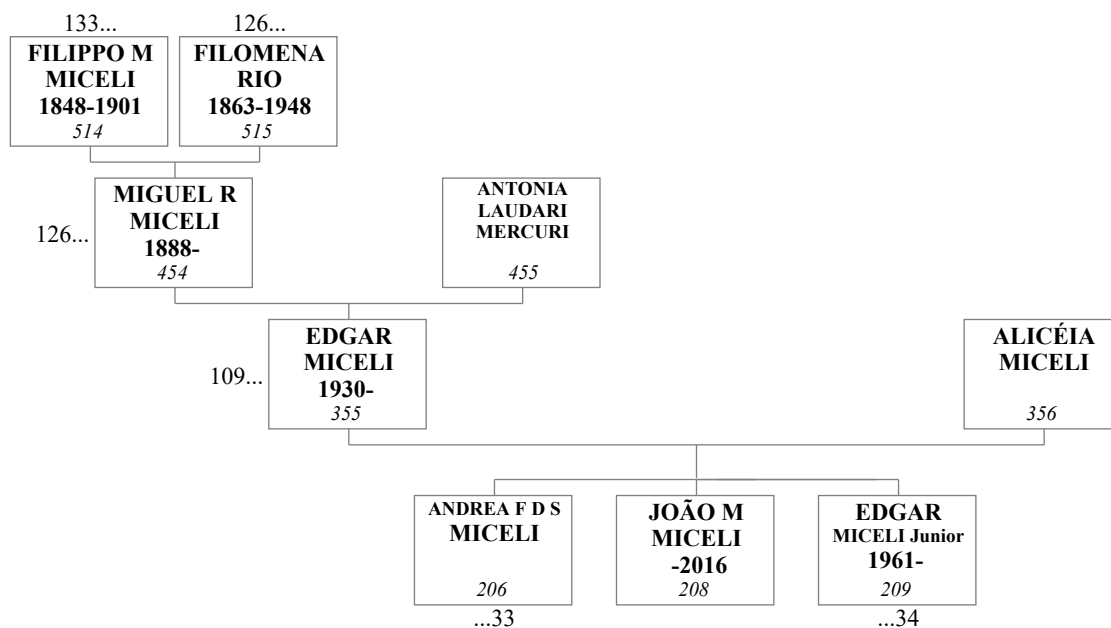 133...
126...
FILIPPO M
MICELI
1848-1901
514
FILOMENA
RIO
1863-1948
515
126...
MIGUEL R
MICELI
1888-
454
ANTONIA
LAUDARI
MERCURI
455
109...
EDGAR
MICELI
1930-
355
ALICÉIA
MICELI
356
ANDREA F D S
MICELI
206
...33
JOÃO M
MICELI
-2016
208
EDGAR
MICELI Junior
1961-
209
...34